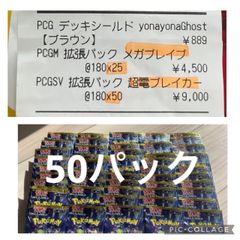 PCG デッキシールド yonayonaGhost
【ブラウン】 ¥889
PCGM 拡張パック メガブレイブ
@180x25 ¥4,500
PCGSV 拡張パック 超電ブレイカー
@180x50 ¥9,000
50パック
PIC•COLLAGE